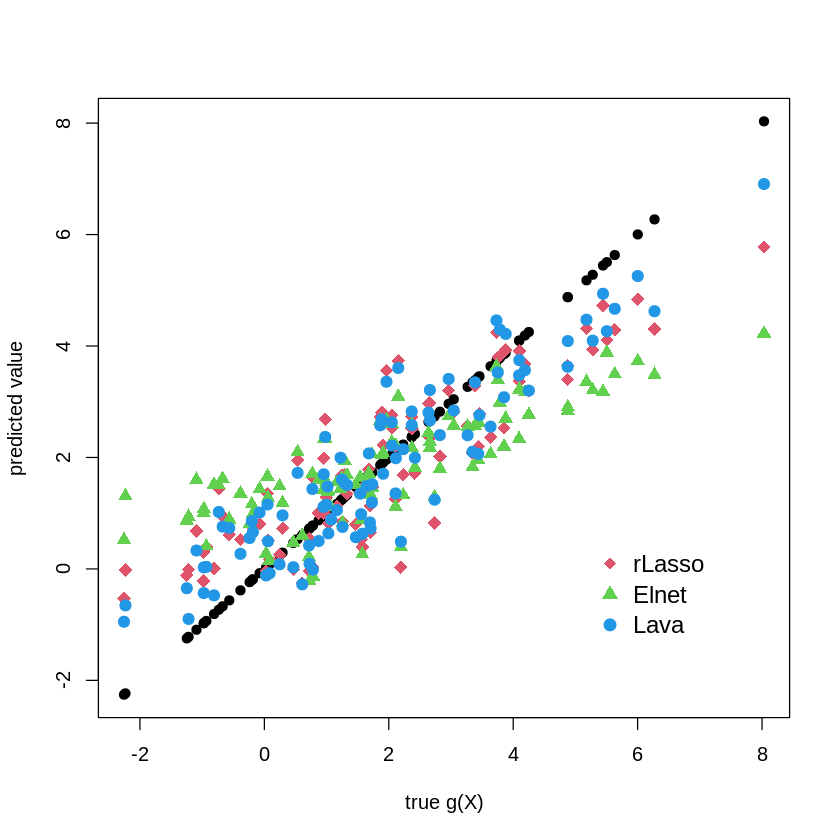 8
6
4
2
0
-2
predicted value
rLasso
Elnet
Lava
-2 0 2 4 6 8
true g(X)